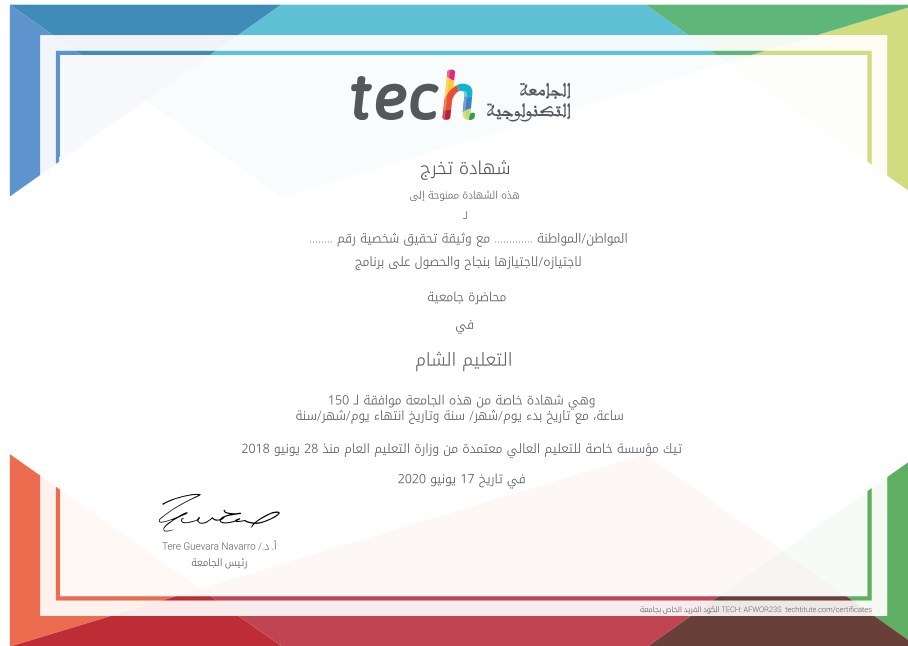 tech
الجامعة
التكنولوجية
شهادة تخرج
هذه الشهادة ممنوحة إلى
لـ
المواطن/المواطنة ............. مع وثيقة تحقيق شخصية رقم ........
لاجتيازه/لاجتيازها بنجاح والحصول على برنامج
محاضرة جامعية
في
التعليم الشام
وهي شهادة خاصة من هذه الجامعة موافقة لـ 150
ساعة، مع تاريخ بدء يوم/شهر/ سنة وتاريخ انتهاء يوم/شهر/سنة
تيك مؤسسة خاصة للتعليم العالي معتمدة من وزارة التعليم العام منذ 28 يونيو 2018
في تاريخ 17 يونيو 2020
أ. د./ Tere Guevara Navarro
رئيس الجامعة
الكود الفريد الخاص بجامعة TECH: AFWOR23S techtitute.com/certificates